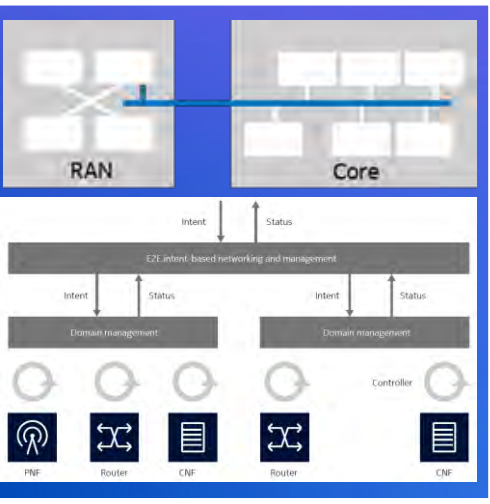 RAN Core
Intent Status
E2E intent-based networking and management
Intent Status Intent Status
Domain management Domain management
Controller
PNF Router CNF Router CNF